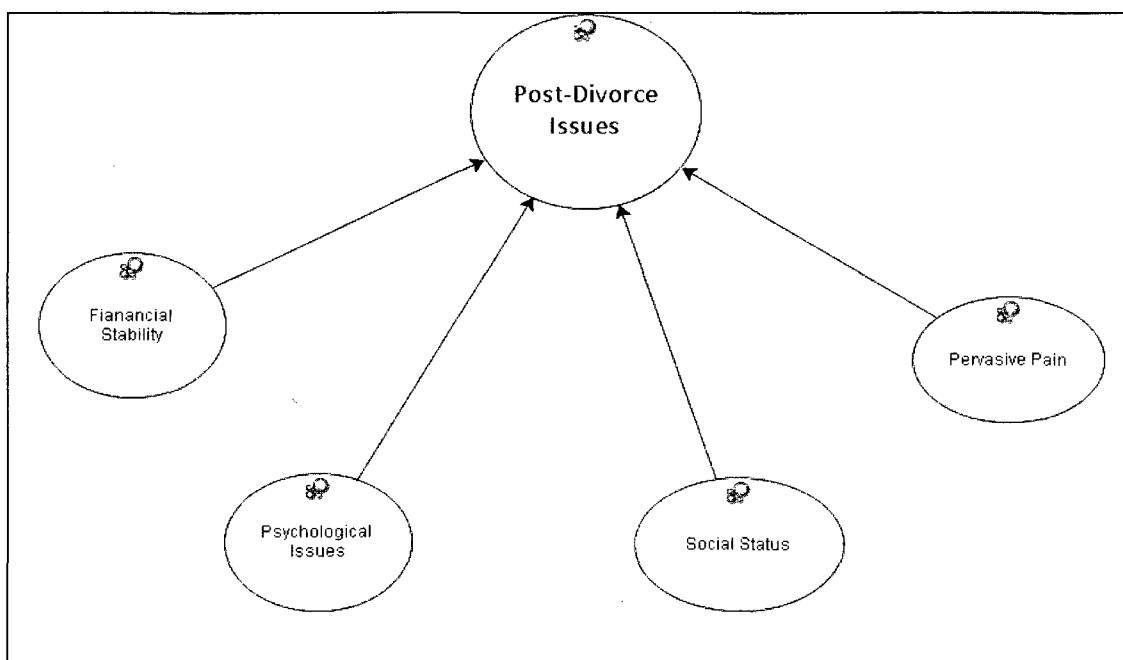 Post-Divorce
Issues
Fianancial
Stability
Pervasive Pain
Psychological
Issues
Social Status